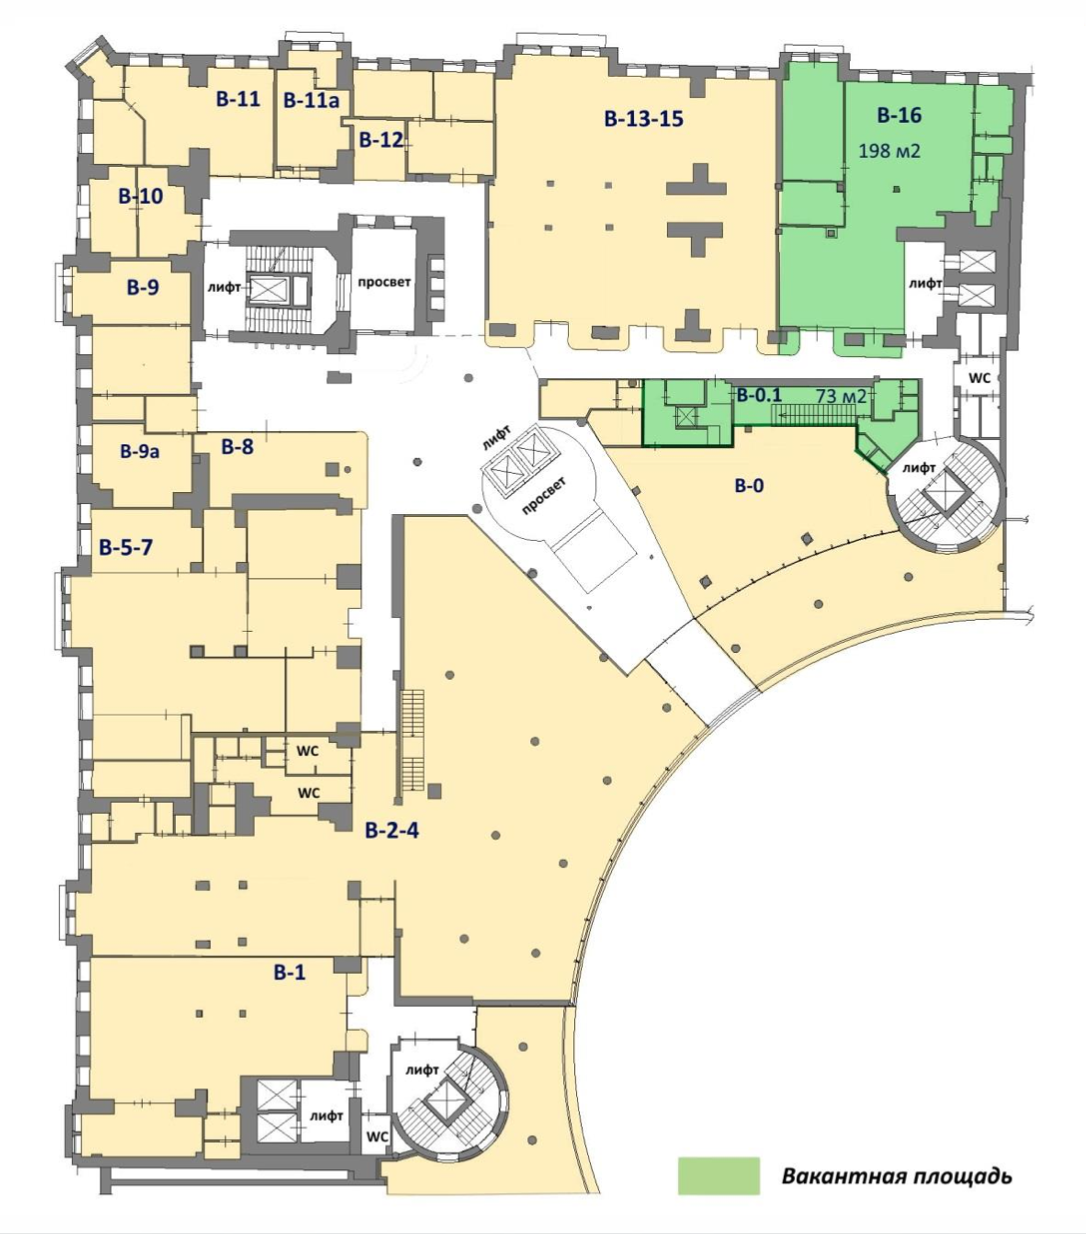 В-11
В-11а
В-12
В-13-15
В-16
198 м2
В-10
лифт
просвет
лифт
В-9
WC
В-0.1
73 м2
лифт
просвет
В-9а
В-8
В-0
лифт
В-5-7
WC
WC
В-2-4
В-1
лифт
лифт
WC
Вакантная площадь